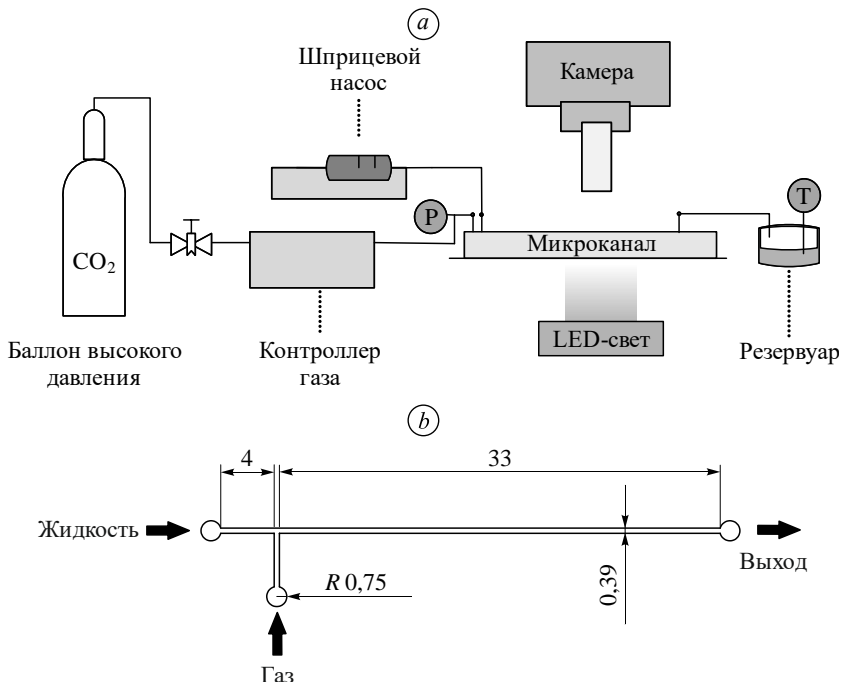 a
Шприцевой
насос
Камера
P
T
CO2
Микроканал
LED-свет
Баллон высокого
давления
Контроллер
газа
Резервуар
b
4
33
Жидкость
Выход
R 0,75
0,39
Газ